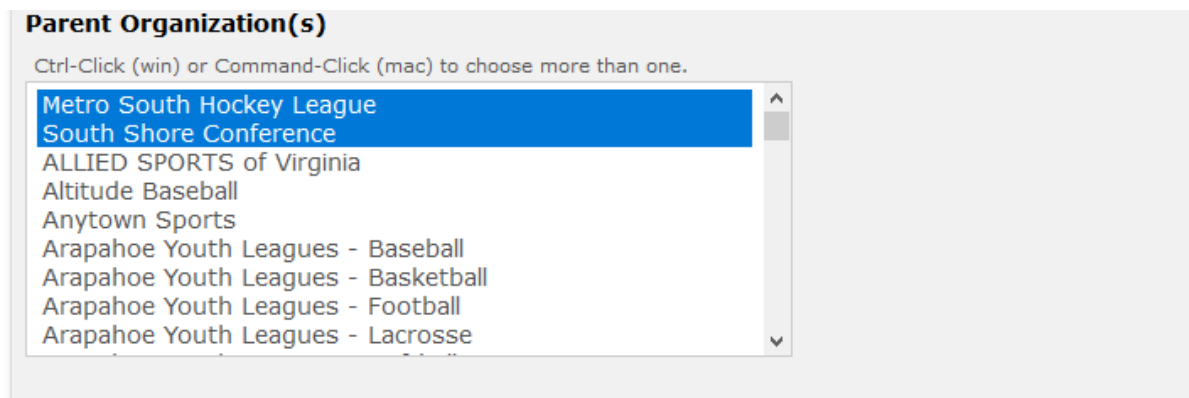 Parent Organization(s)
Ctrl-Click (win) or Command-Click (mac) to choose more than one.
Metro South Hockey League
South Shore Conference
ALLIED SPORTS of Virginia
Altitude Baseball
Anytown Sports
Arapahoe Youth Leagues - Baseball
Arapahoe Youth Leagues - Basketball
Arapahoe Youth Leagues - Football
Arapahoe Youth Leagues - Lacrosse